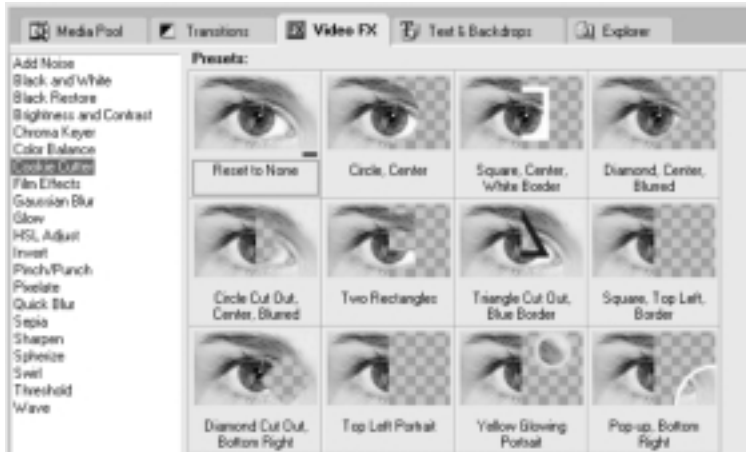 Media Pool
Transitions
Video FX
Text & Backdrops
Explorer
Add Noise
Black and White
Black Restore
Brightness and Contrast
Chroma Keyer
Color Balance
Cookie Cutter
Film Effects
Gaussian Blur
Glow
HSL Adjust
Invert
Pinch/Punch
Pixelate
Quick Blur
Sepia
Sharpen
Spherize
Swirl
Threshold
Wave
Presets:
Reset to None
Circle, Center
Square, Center,
White Border
Diamond, Center,
Blurred
Circle Cut Out,
Center, Blurred
Two Rectangles
Triangle Cut Out,
Blue Border
Square, Top Left,
Border
Diamond Cut Out,
Bottom Right
Top Left Portrait
Yellow Glowing
Portrait
Pop-up, Bottom
Right